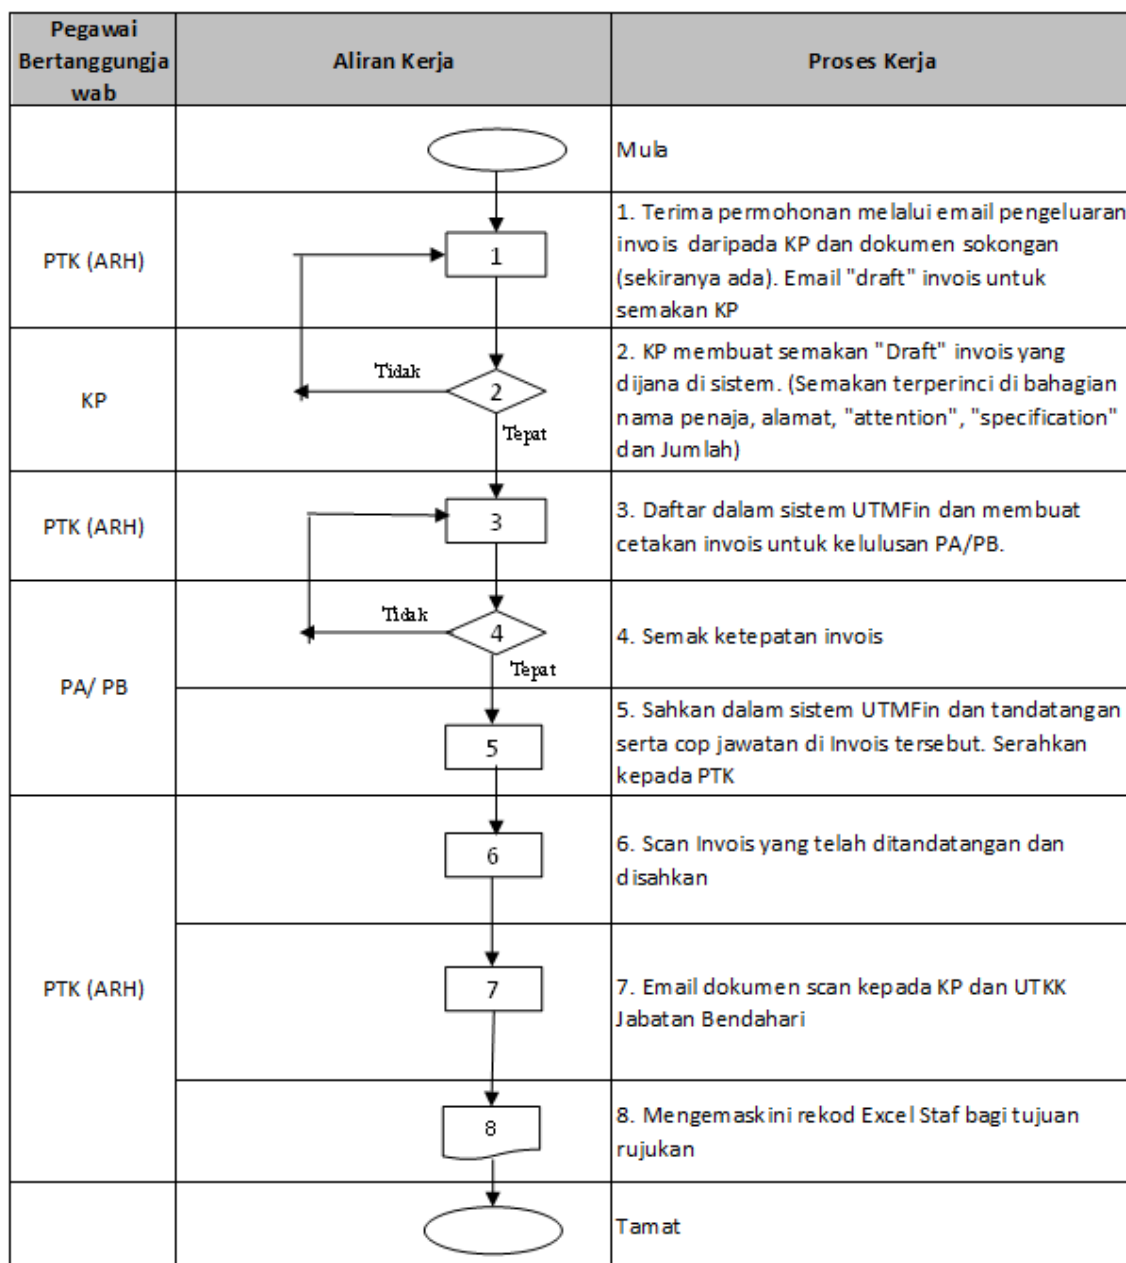 Pegawai
Bertanggungja
wab
Aliran Kerja
Proses Kerja
Mula
PTK (ARH)
1
1. Terima permohonan melalui email pengeluaran
invois daripada KP dan dokumen sokongan
(sekiranya ada). Email "draft" invois untuk
semakan KP
KP
Tidak
2
Tepat
2. KP membuat semakan "Draft" invois yang
dijana di sistem. (Semakan terperinci di bahagian
nama penaja, alamat, "attention", "specification"
dan Jumlah)
PTK (ARH)
3
3. Daftar dalam sistem UTMFin dan membuat
cetakan invois untuk kelulusan PA/PB.
PA/ PB
Tidak
4
Tepat
4. Semak ketepatan invois
5
5. Sahkan dalam sistem UTMFin dan tandatangan
serta cop jawatan di Invois tersebut. Serahkan
kepada PTK
PTK (ARH)
6
6. Scan Invois yang telah ditandatangan dan
disahkan
7
7. Email dokumen scan kepada KP dan UTKK
Jabatan Bendahari
8
8. Mengemaskini rekod Excel Staf bagi tujuan
rujukan
Tamat